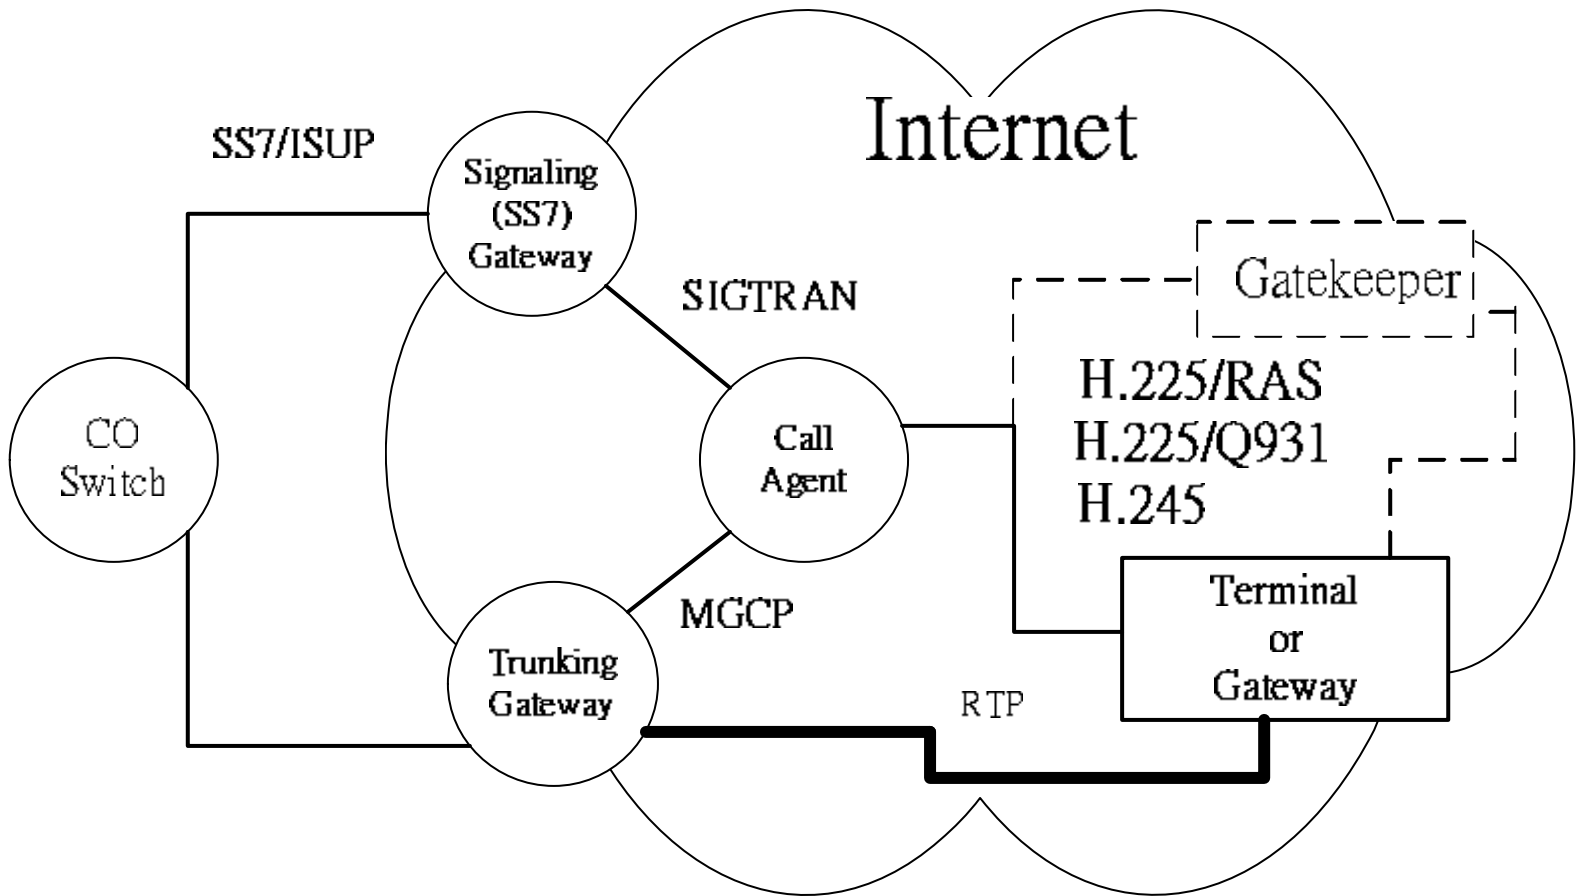 Internet
SS7/ISUP
Signaling
(SS7)
Gateway
SIGTRAN
Gatekeeper
H.225/RAS
H.225/Q931
H.245
CO
Switch
Call
Agent
MGCP
Trunking
Gateway
RTP
Terminal
or
Gateway